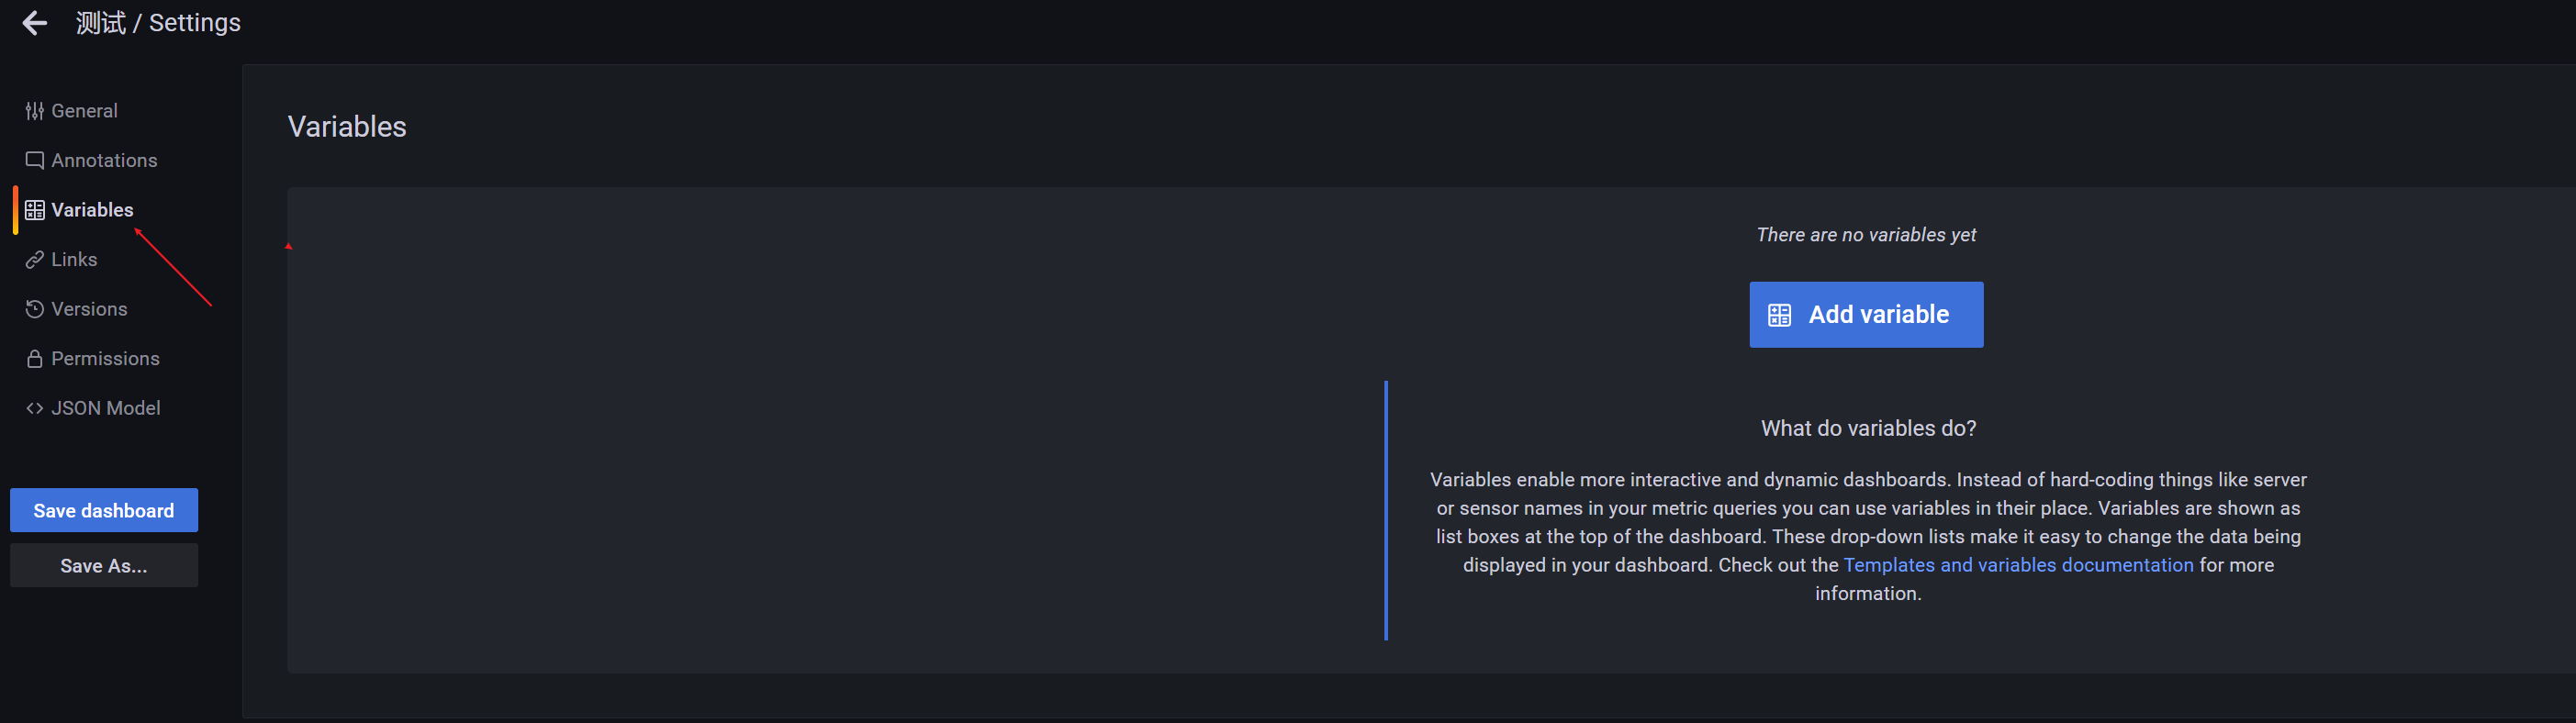 测试 / Settings
General
Annotations
Variables
Links
Versions
Permissions
JSON Model
Save dashboard
Save As...
Variables
There are no variables yet
Add variable
What do variables do?
Variables enable more interactive and dynamic dashboards. Instead of hard-coding things like server
or sensor names in your metric queries you can use variables in their place. Variables are shown as
list boxes at the top of the dashboard. These drop-down lists make it easy to change the data being
displayed in your dashboard. Check out the Templates and variables documentation for more
information.